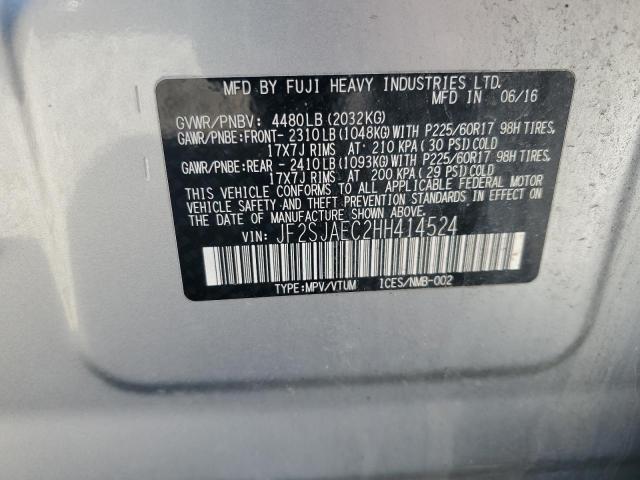 MFD BY FUJI HEAVY INDUSTRIES LTD.
MFD IN 06/16
GVWR/PNBV: 4480LB (2032KG)
GAWR/PNBE:FRONT- 2310LB (1048KG) WITH P225/60R17 98H TIRES,
17X7J RIMS AT 210 KPA (30 PSI) COLD
GAWR/PNBE:REAR - 2410LB (1093KG) WITH P225/60R17 98H TIRES,
17X7J RIMS AT 200 KPA (29 PSI) COLD
THIS VEHICLE CONFORMS TO ALL APPLICABLE FEDERAL MOTOR
VEHICLE SAFETY AND THEFT PREVENTION STANDARDS IN EFFECT ON
THE DATE OF MANUFACTURE SHOWN ABOVE.
VIN: JF2SJAEC2HH414524
TYPE:MPV/VTUM ICES/NMB-002